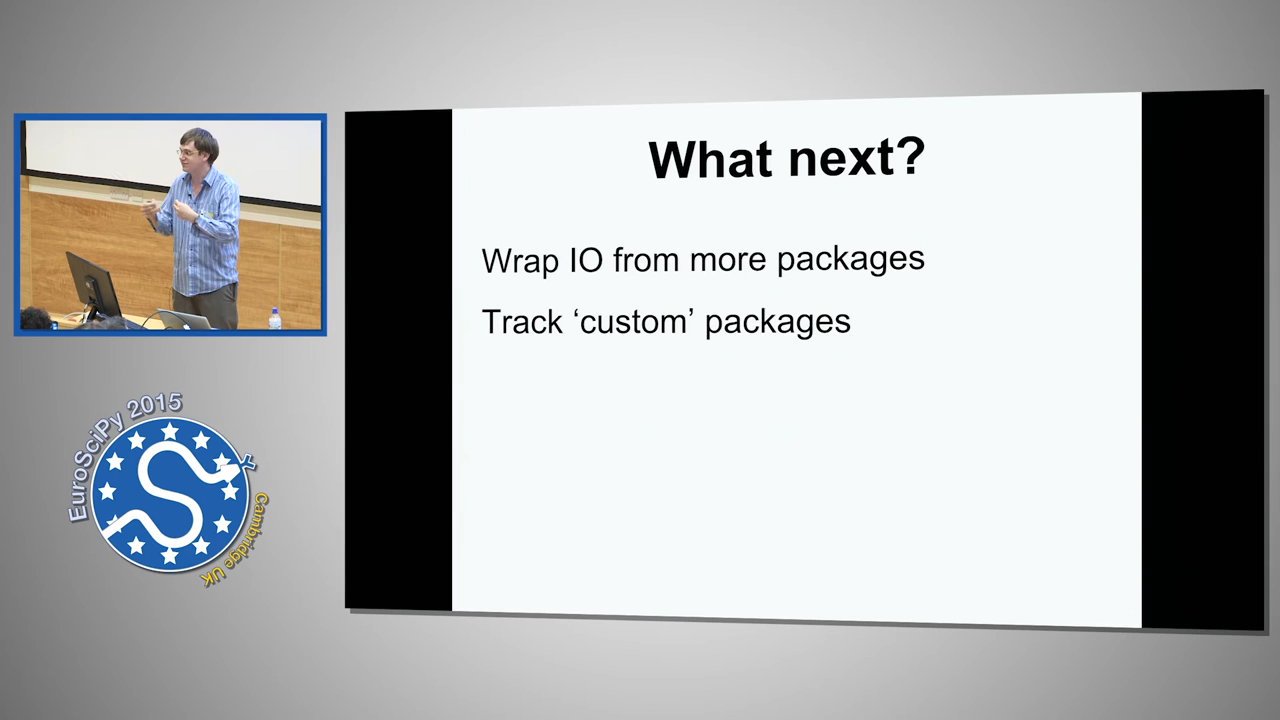 What next?
Wrap IO from more packages
Track ‘custom’ packages
EuroSciPy 2015
Cambridge UK